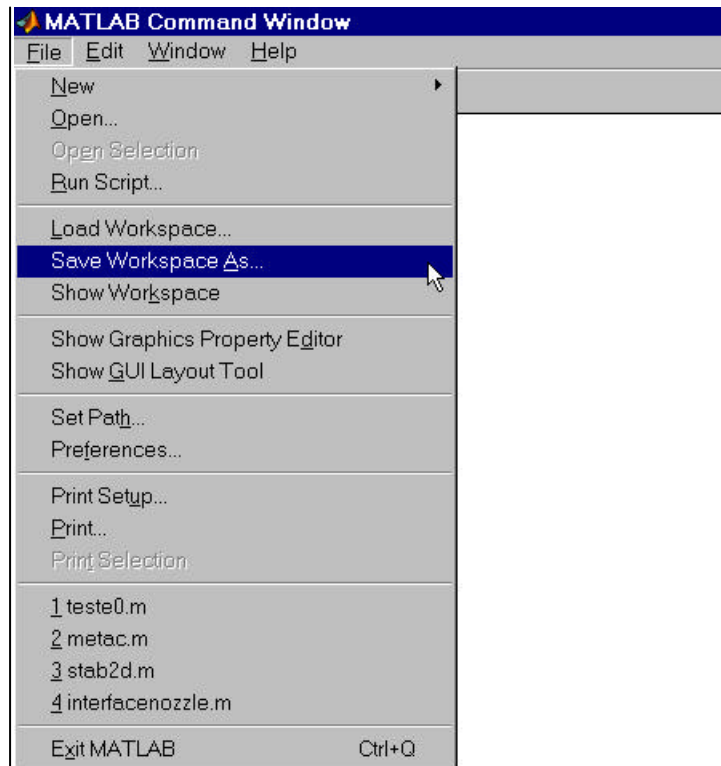 MATLAB Command Window
File Edit Window Help
New
Open...
Open Selection
Run Script...
Load Workspace...
Save Workspace As...
Show Workspace
Show Graphics Property Editor
Show GUI Layout Tool
Set Path...
Preferences...
Print Setup...
Print...
Print Selection
1 teste0.m
2 metac.m
3 stab2d.m
4 interfacenozzle.m
Exit MATLAB Ctrl+Q